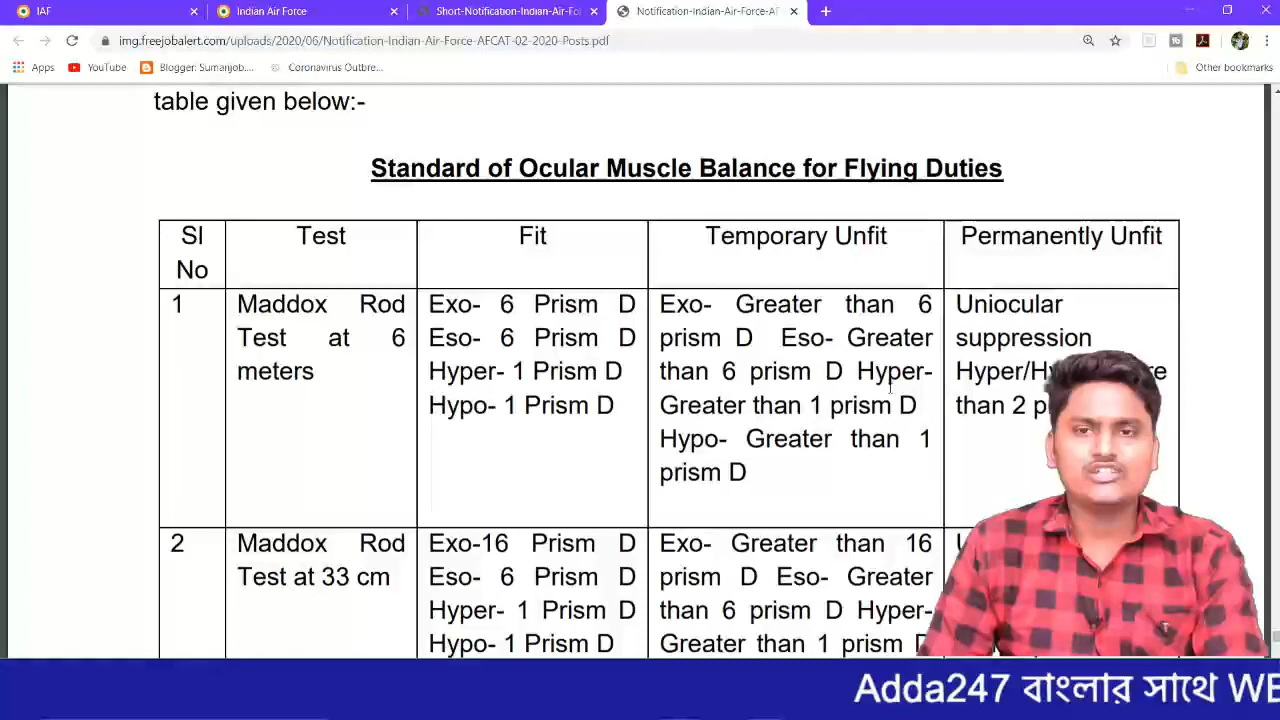 IAF
Indian Air Force
Short-Notification-Indian-Air-Fo
Notification-Indian-Air-Force-AF
img.freejobalert.com/uploads/2020/06/Notification-Indian-Air-Force-AFCAT-02-2020-Posts.pdf
Apps YouTube Blogger: Sumanjob.... Coronavirus Outbre... Other bookmarks
table given below:-
Standard of Ocular Muscle Balance for Flying Duties
Sl No
Test
Fit
Temporary Unfit
Permanently Unfit
1
Maddox Rod
Test at 6
meters
Exo- 6 Prism D
Eso- 6 Prism D
Hyper- 1 Prism D
Hypo- 1 Prism D
Exo- Greater than 6
prism D Eso- Greater
than 6 prism D Hyper-
Greater than 1 prism D
Hypo- Greater than 1
prism D
Uniocular
suppression
than 2
2
Maddox Rod
Test at 33 cm
Exo-16 Prism D
Eso- 6 Prism D
Hyper- 1 Prism D
Hypo- 1 Prism D
Exo- Greater than 16
prism D Eso- Greater
than 6 prism D Hyper-
Greater than 1 prism
Adda247 বাংলার সাথে